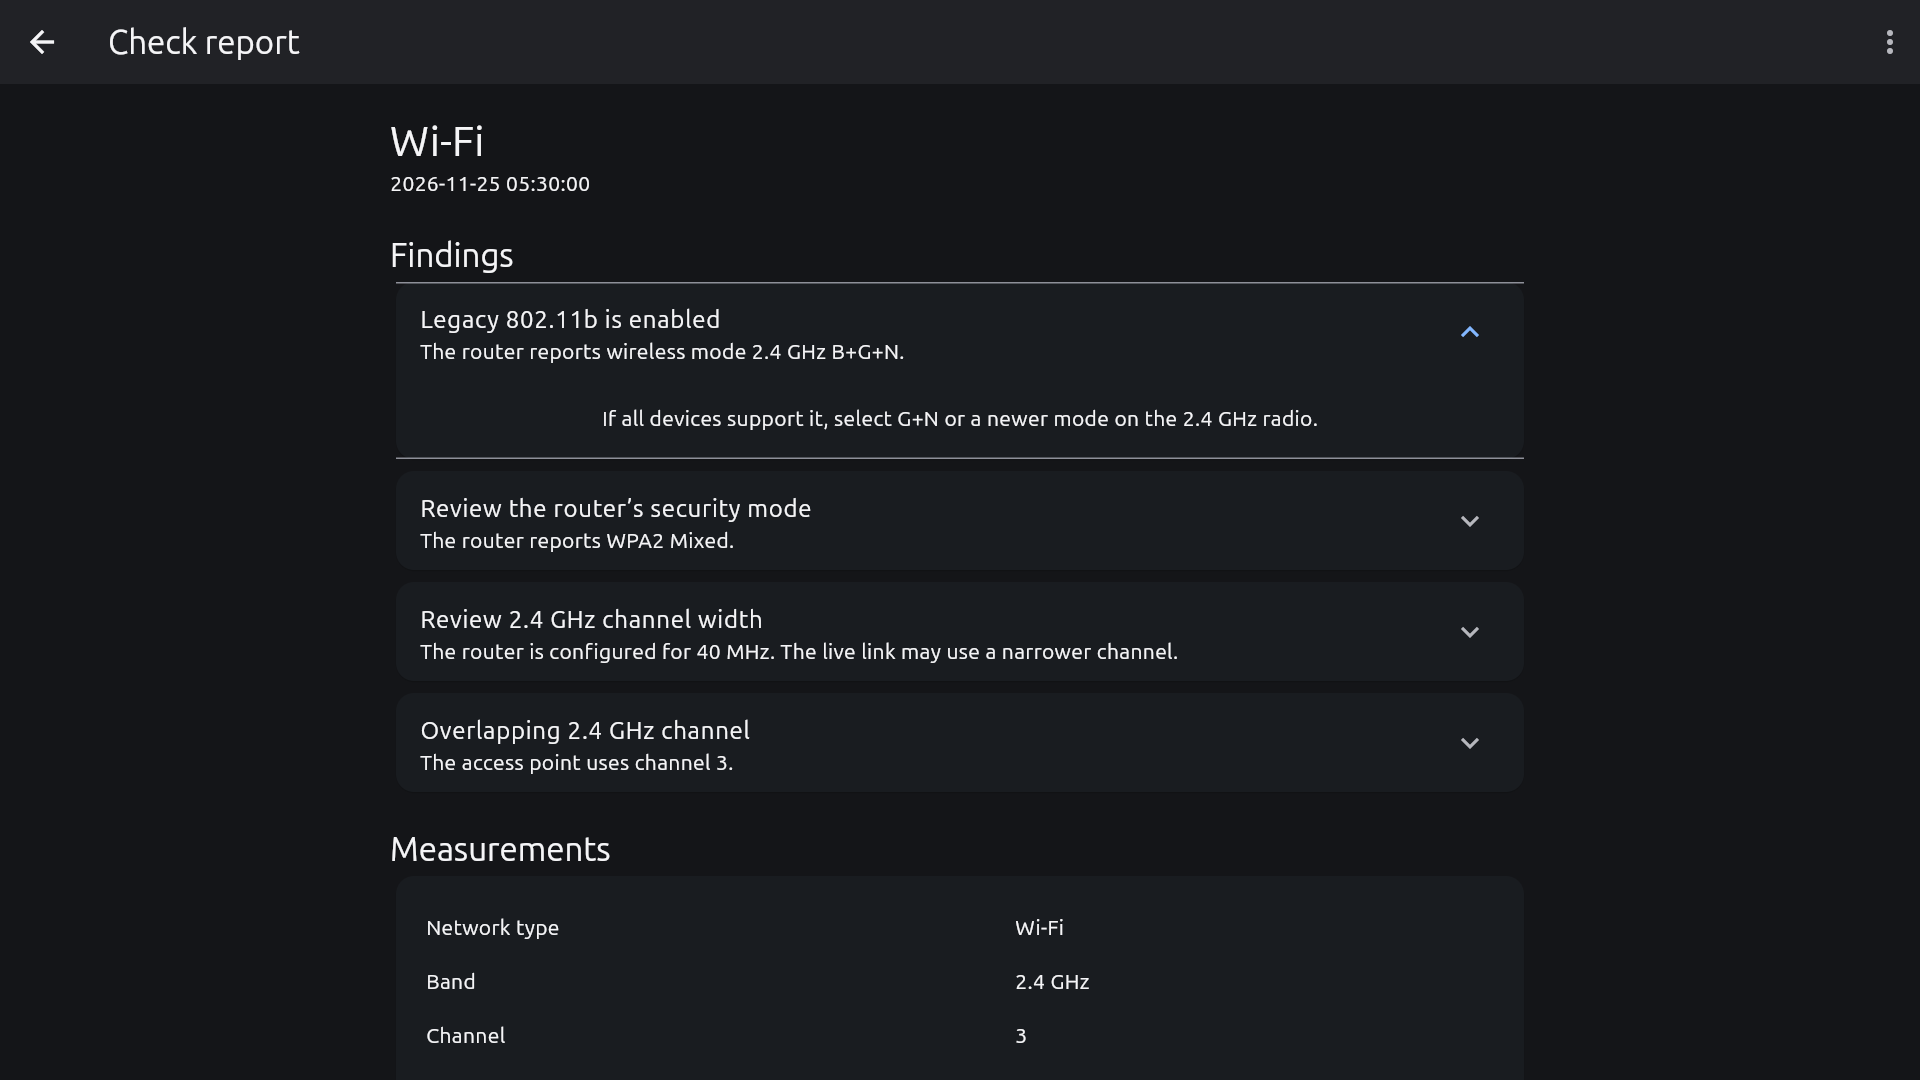 Check report
Wi-Fi
2026-11-25 05:30:00
Findings
Legacy 802.11b is enabled
The router reports wireless mode 2.4 GHz B+G+N.
If all devices support it, select G+N or a newer mode on the 2.4 GHz radio.
Review the router’s security mode
The router reports WPA2 Mixed.
Review 2.4 GHz channel width
The router is configured for 40 MHz. The live link may use a narrower channel.
Overlapping 2.4 GHz channel
The access point uses channel 3.
Measurements
Network type Wi-Fi
Band 2.4 GHz
Channel 3